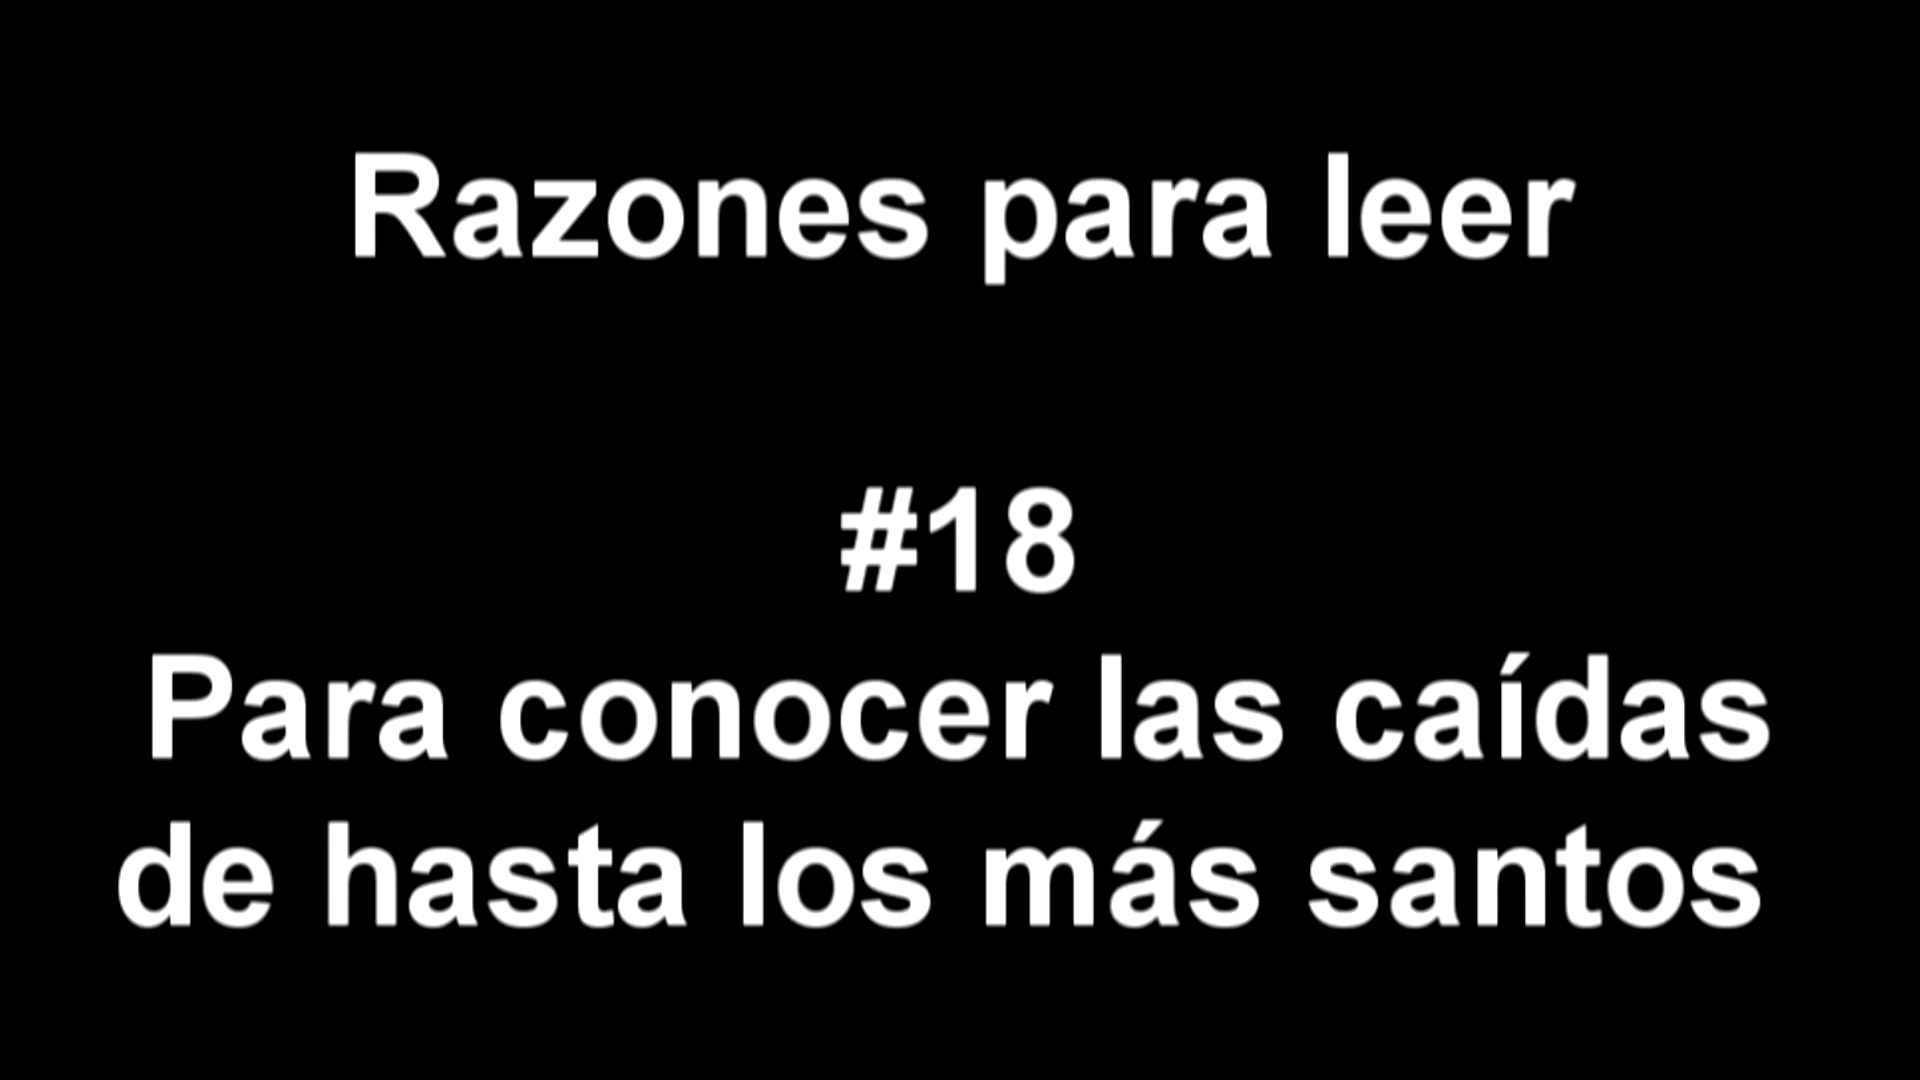 Razones para leer
#18
Para conocer las caídas
de hasta los más santos